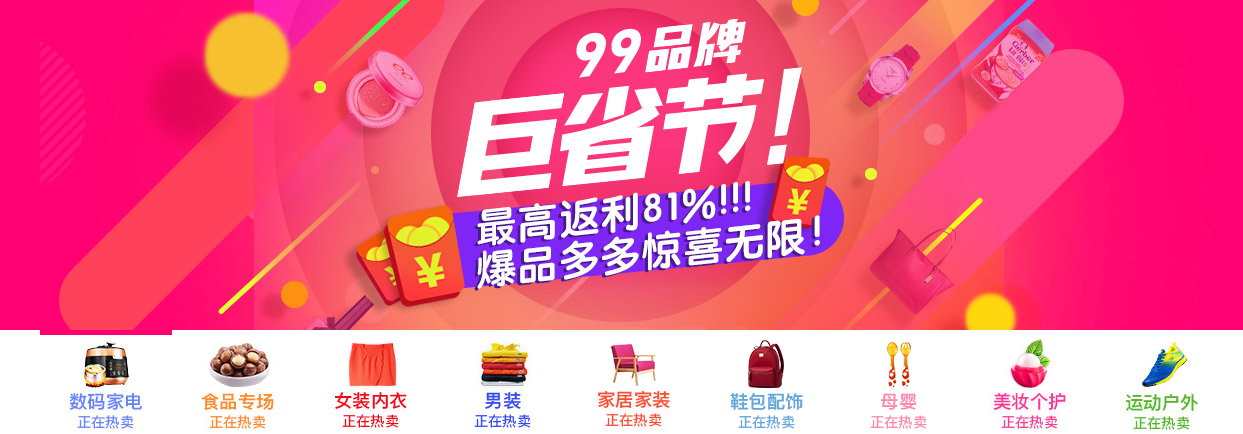 99品牌
巨省节!
最高返利81%!!!
爆品多多惊喜无限!
¥
¥
数码家电
正在热卖
食品专场
正在热卖
女装内衣
正在热卖
男装
正在热卖
家居家装
正在热卖
鞋包配饰
正在热卖
母婴
正在热卖
美妆个护
正在热卖
运动户外
正在热卖